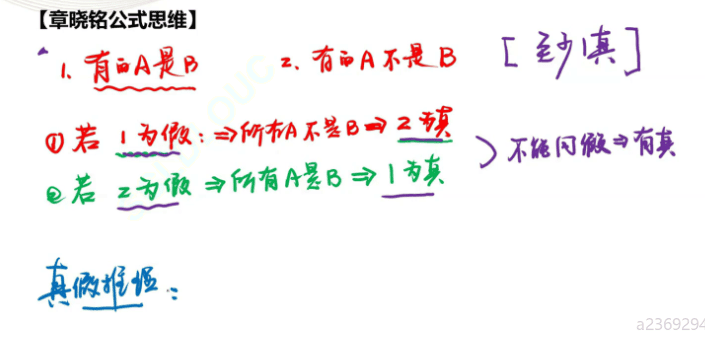 【章晓铭公式思维】
1. 有的A是B 2. 有的A不是B [至少1真]
①若 1为假: ⇒所有A不是B⇒ 2为真
②若 2为假 ⇒所有A是B ⇒ 1为真
不能同假⇒有真
真假推理:
a2369294